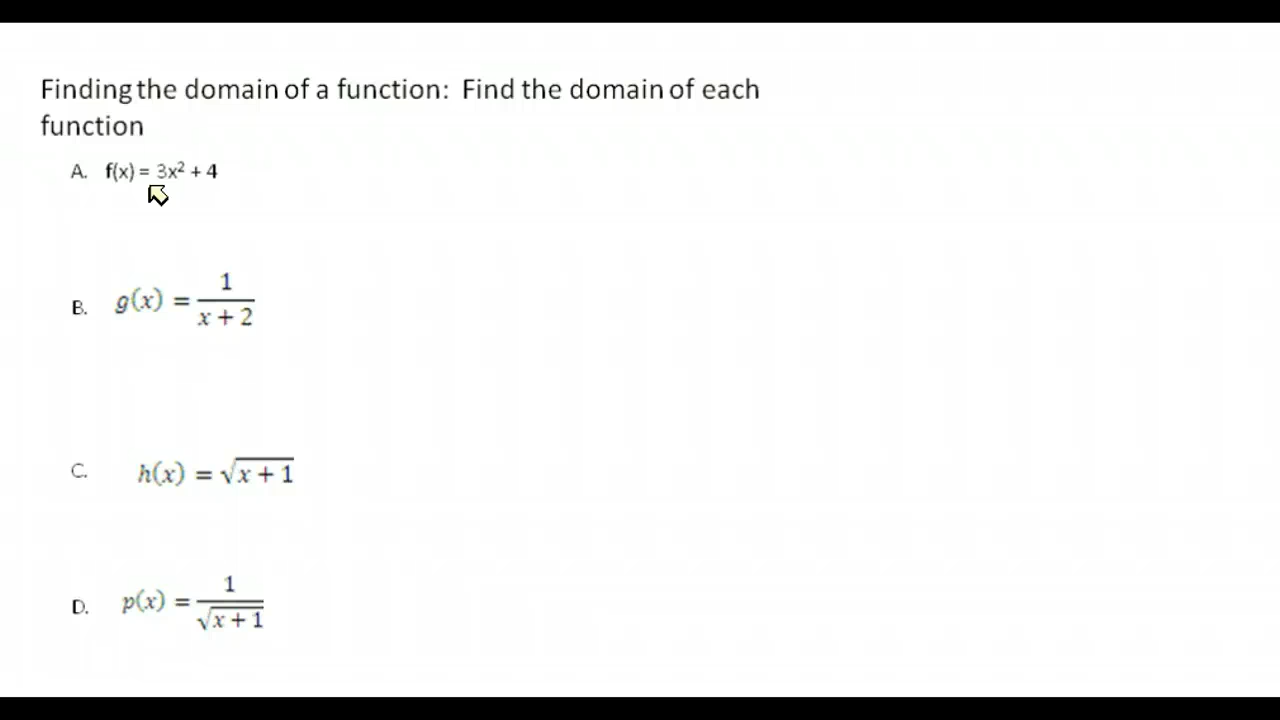 Finding the domain of a function: Find the domain of each
function
A. f(x) = 3x² + 4
B. g(x) = 1/(x + 2)
C. h(x) = √(x + 1)
D. p(x) = 1/√(x + 1)